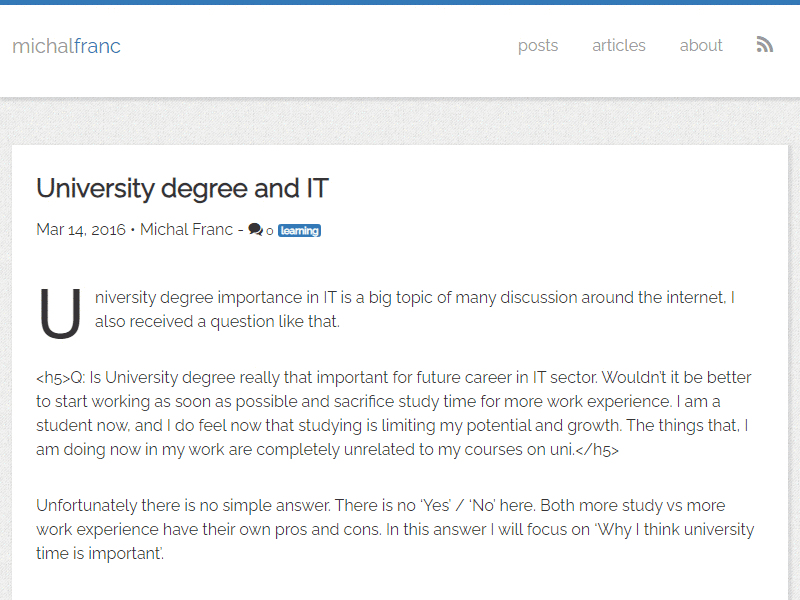 michalfranc
posts articles about
University degree and IT
Mar 14, 2016 • Michal Franc - 0 learning
University degree importance in IT is a big topic of many discussion around the internet, I
also received a question like that.
<h5>Q: Is University degree really that important for future career in IT sector. Wouldn't it be better
to start working as soon as possible and sacrifice study time for more work experience. I am a
student now, and I do feel now that studying is limiting my potential and growth. The things that, I
am doing now in my work are completely unrelated to my courses on uni.</h5>
Unfortunately there is no simple answer. There is no ‘Yes’ / ‘No’ here. Both more study vs more
work experience have their own pros and cons. In this answer I will focus on ‘Why I think university
time is important’.